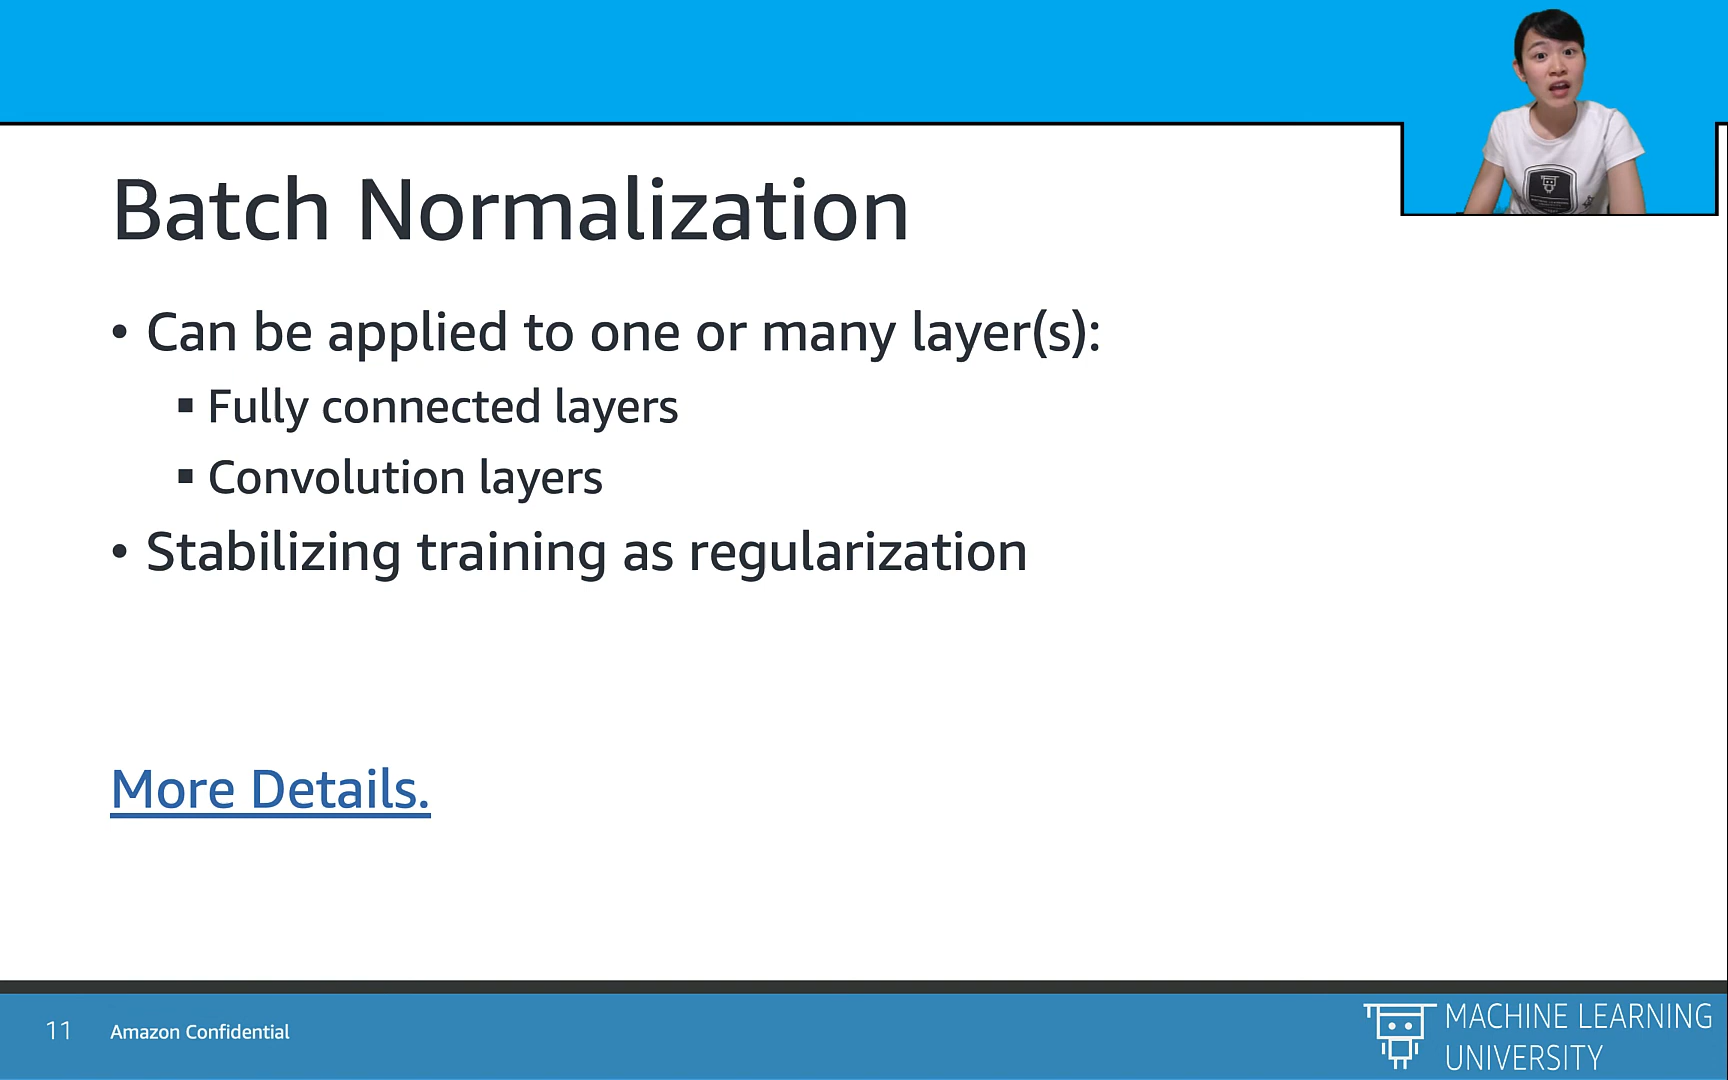 Batch Normalization
• Can be applied to one or many layer(s):
▪ Fully connected layers
▪ Convolution layers
• Stabilizing training as regularization
More Details.
11 Amazon Confidential
MACHINE LEARNING
UNIVERSITY